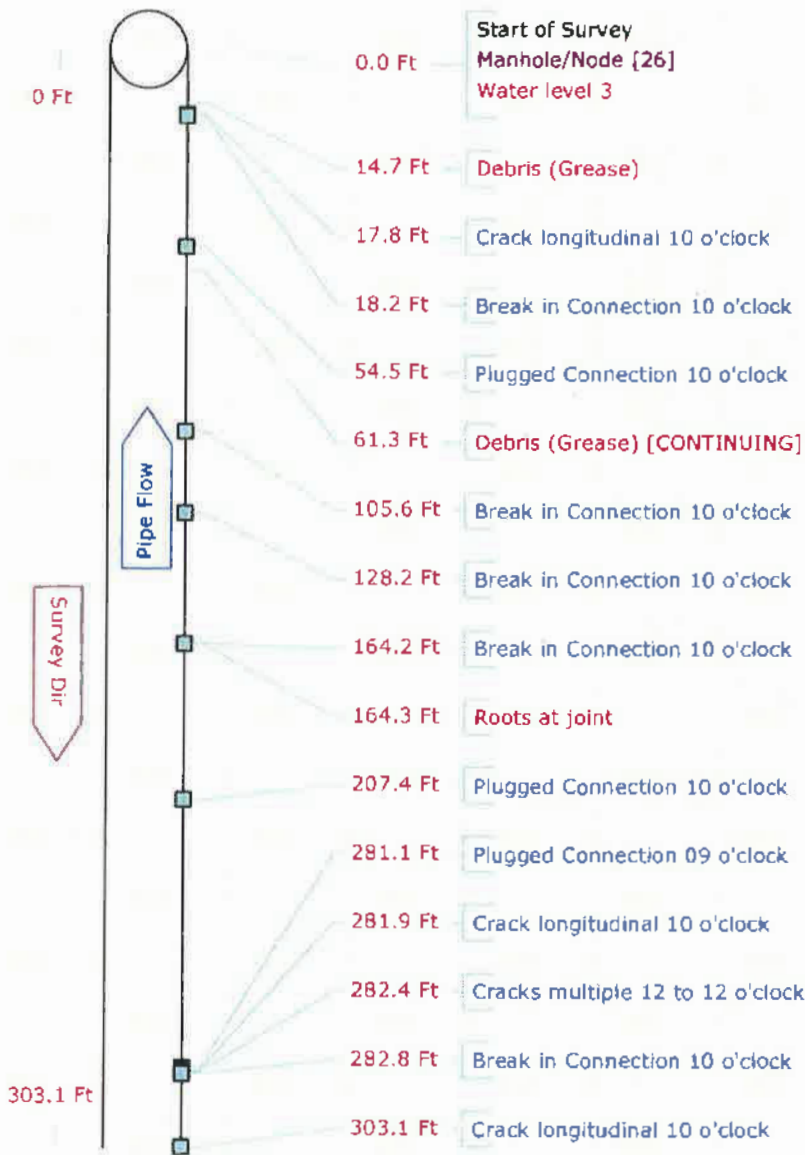 Start of Survey
0.0 Ft Manhole/Node [26]
Water level 3
0 Ft
14.7 Ft Debris (Grease)
17.8 Ft Crack longitudinal 10 o'clock
18.2 Ft Break in Connection 10 o'clock
54.5 Ft Plugged Connection 10 o'clock
61.3 Ft Debris (Grease) [CONTINUING]
Pipe Flow
105.6 Ft Break in Connection 10 o'clock
128.2 Ft Break in Connection 10 o'clock
Survey Dir
164.2 Ft Break in Connection 10 o'clock
164.3 Ft Roots at joint
207.4 Ft Plugged Connection 10 o'clock
281.1 Ft Plugged Connection 09 o'clock
281.9 Ft Crack longitudinal 10 o'clock
282.4 Ft Cracks multiple 12 to 12 o'clock
282.8 Ft Break in Connection 10 o'clock
303.1 Ft
303.1 Ft Crack longitudinal 10 o'clock